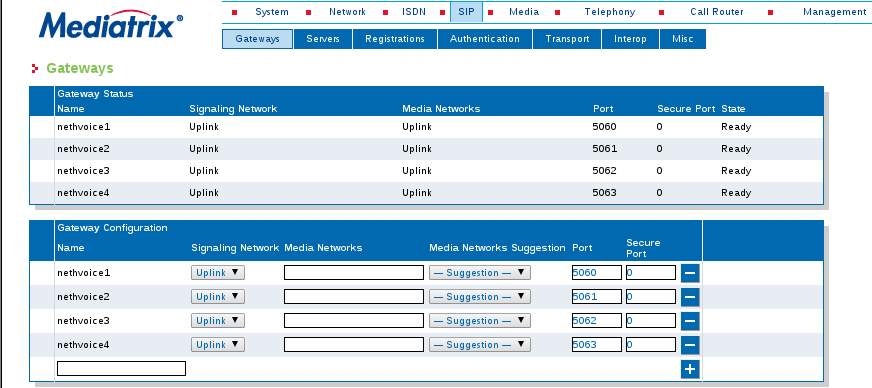 Mediatrix®
System Network ISDN SIP Media Telephony Call Router Management
Gateways Servers Registrations Authentication Transport Interop Misc
Gateways
Gateway Status
Name Signaling Network Media Networks Port Secure Port State
nethvoice1 Uplink Uplink 5060 0 Ready
nethvoice2 Uplink Uplink 5061 0 Ready
nethvoice3 Uplink Uplink 5062 0 Ready
nethvoice4 Uplink Uplink 5063 0 Ready
Gateway Configuration
Name Signaling Network Media Networks Media Networks Suggestion Port Secure Port
nethvoice1 Uplink ▼ — Suggestion — ▼ 5060 0
nethvoice2 Uplink ▼ — Suggestion — ▼ 5061 0
nethvoice3 Uplink ▼ — Suggestion — ▼ 5062 0
nethvoice4 Uplink ▼ — Suggestion — ▼ 5063 0